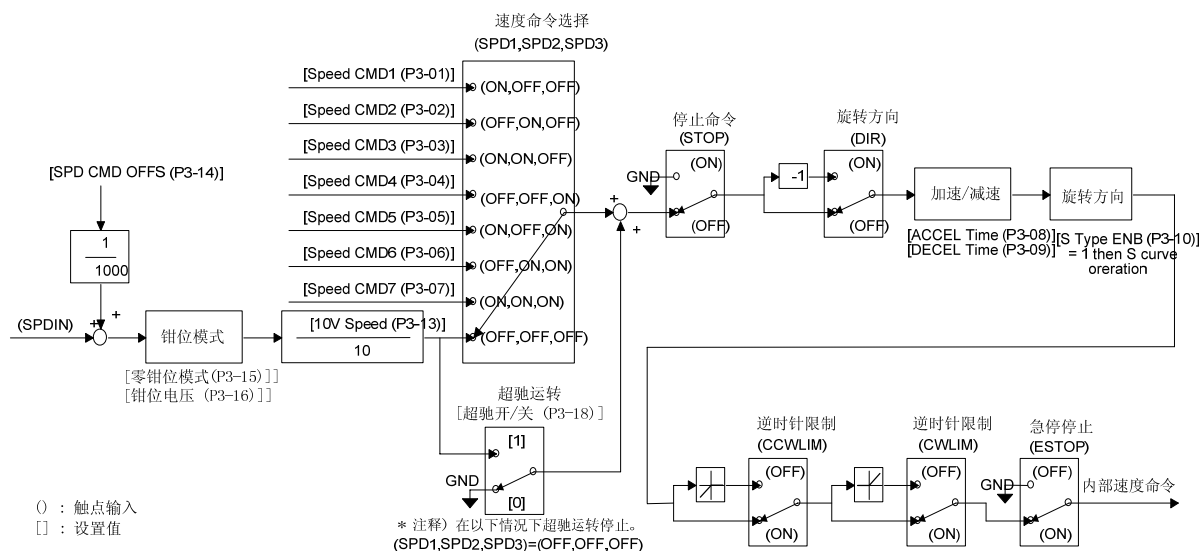 速度命令选择
(SPD1,SPD2,SPD3)
[Speed CMD1 (P3-01)]
(ON,OFF,OFF)
[Speed CMD2 (P3-02)]
(OFF,ON,OFF)
[Speed CMD3 (P3-03)]
(ON,ON,OFF)
[Speed CMD4 (P3-04)]
(OFF,OFF,ON)
[Speed CMD5 (P3-05)]
(ON,OFF,ON)
[Speed CMD6 (P3-06)]
(OFF,ON,ON)
[Speed CMD7 (P3-07)]
(ON,ON,ON)
(OFF,OFF,OFF)
[SPD CMD OFFS (P3-14)]
1
1000
(SPDIN)
+
+
钳位模式
[零钳位模式(P3-15)]]
[钳位电压 (P3-16)]]
[10V Speed (P3-13)]
10
超驰运转
[超驰开/关 (P3-18)]
[1]
GND
[0]
* 注释) 在以下情况下超驰运转停止。
(SPD1,SPD2,SPD3)=(OFF,OFF,OFF)
+
+
停止命令
(STOP)
(ON)
GND
(OFF)
旋转方向
(DIR)
(ON)
-1
(OFF)
加速/减速
[ACCEL Time (P3-08)]
[DECEL Time (P3-09)]
旋转方向
[S Type ENB (P3-10)]
= 1 then S curve
oreration
逆时针限制
(CCWLIM)
(OFF)
(ON)
逆时针限制
(CWLIM)
(OFF)
(ON)
急停停止
(ESTOP)
(OFF)
GND
(ON)
内部速度命令
() : 触点输入
[] : 设置值